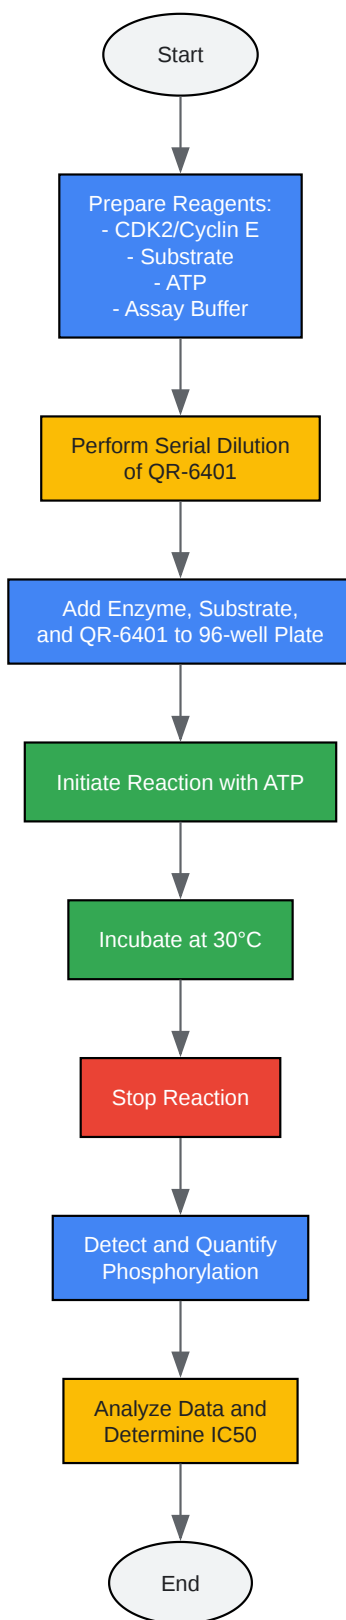 Start
Prepare Reagents:
- CDK2/Cyclin E
- Substrate
- ATP
- Assay Buffer
Perform Serial Dilution
of QR-6401
Add Enzyme, Substrate,
and QR-6401 to 96-well Plate
Initiate Reaction with ATP
Incubate at 30°C
Stop Reaction
Detect and Quantify
Phosphorylation
Analyze Data and
Determine IC50
End